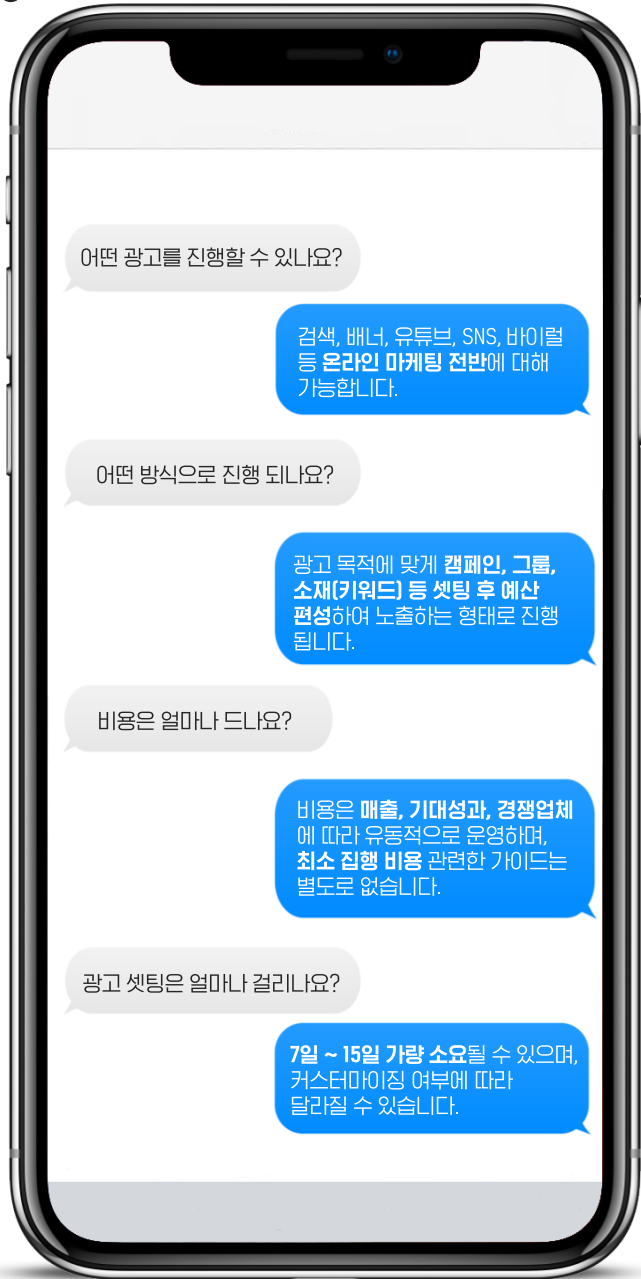 어떤 광고를 진행할 수 있나요?
검색, 배너, 유튜브, SNS, 바이럴
등 온라인 마케팅 전반에 대해
가능합니다.
어떤 방식으로 진행 되나요?
광고 목적에 맞게 캠페인, 그룹,
소재(키워드) 등 셋팅 후 예산
편성하여 노출하는 형태로 진행
됩니다.
비용은 얼마나 드나요?
비용은 매출, 기대성과, 경쟁업체
에 따라 유동적으로 운영하며,
최소 집행 비용 관련한 가이드는
별도로 없습니다.
광고 셋팅은 얼마나 걸리나요?
7일 ~ 15일 가량 소요될 수 있으며,
커스터마이징 여부에 따라
달라질 수 있습니다.